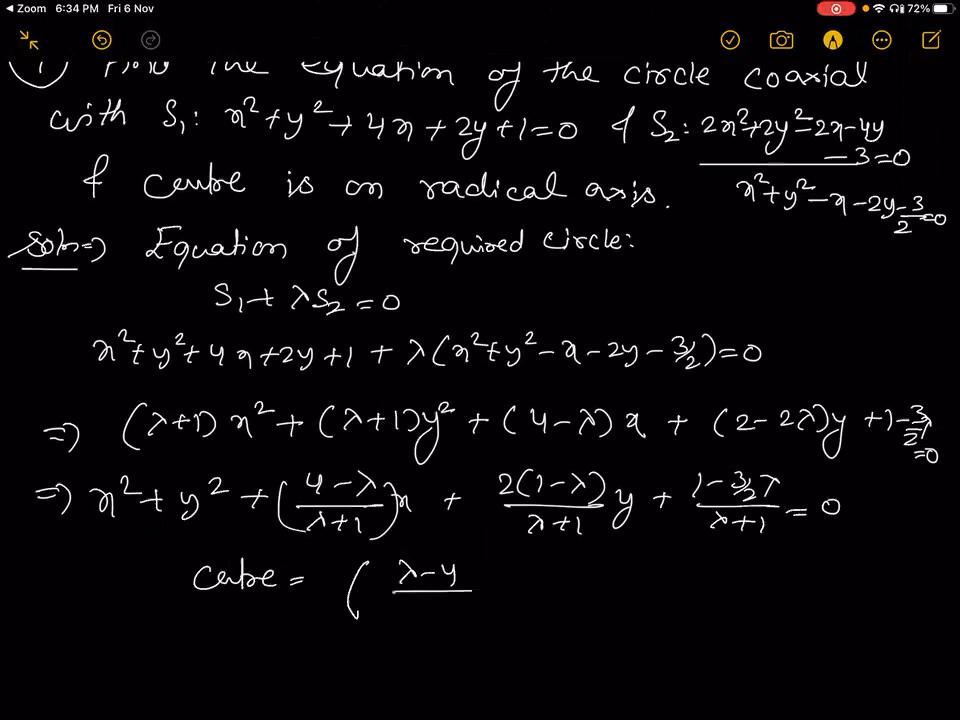 Zoom 6:34 PM Fri 6 Nov 72%
1) Find the equation of the circle coaxial
with S₁: x²+y²+4x+2y+1=0 & S₂: 2x²+2y²-2x-4y-3=0
x²+y²-x-2y-3/2=0
& centre is on radical axis.
Soln⇒ Equation of required circle:
S₁+λS₂=0
x²+y²+4x+2y+1+λ(x²+y²-x-2y-3/2)=0
⇒ (λ+1)x²+(λ+1)y²+(4-λ)x+(2-2λ)y+1-3/2λ=0
⇒ x²+y²+((4-λ)/(λ+1))x+(2(1-λ)/(λ+1))y+(1-3/2λ)/(λ+1)=0
Centre = ( λ-4